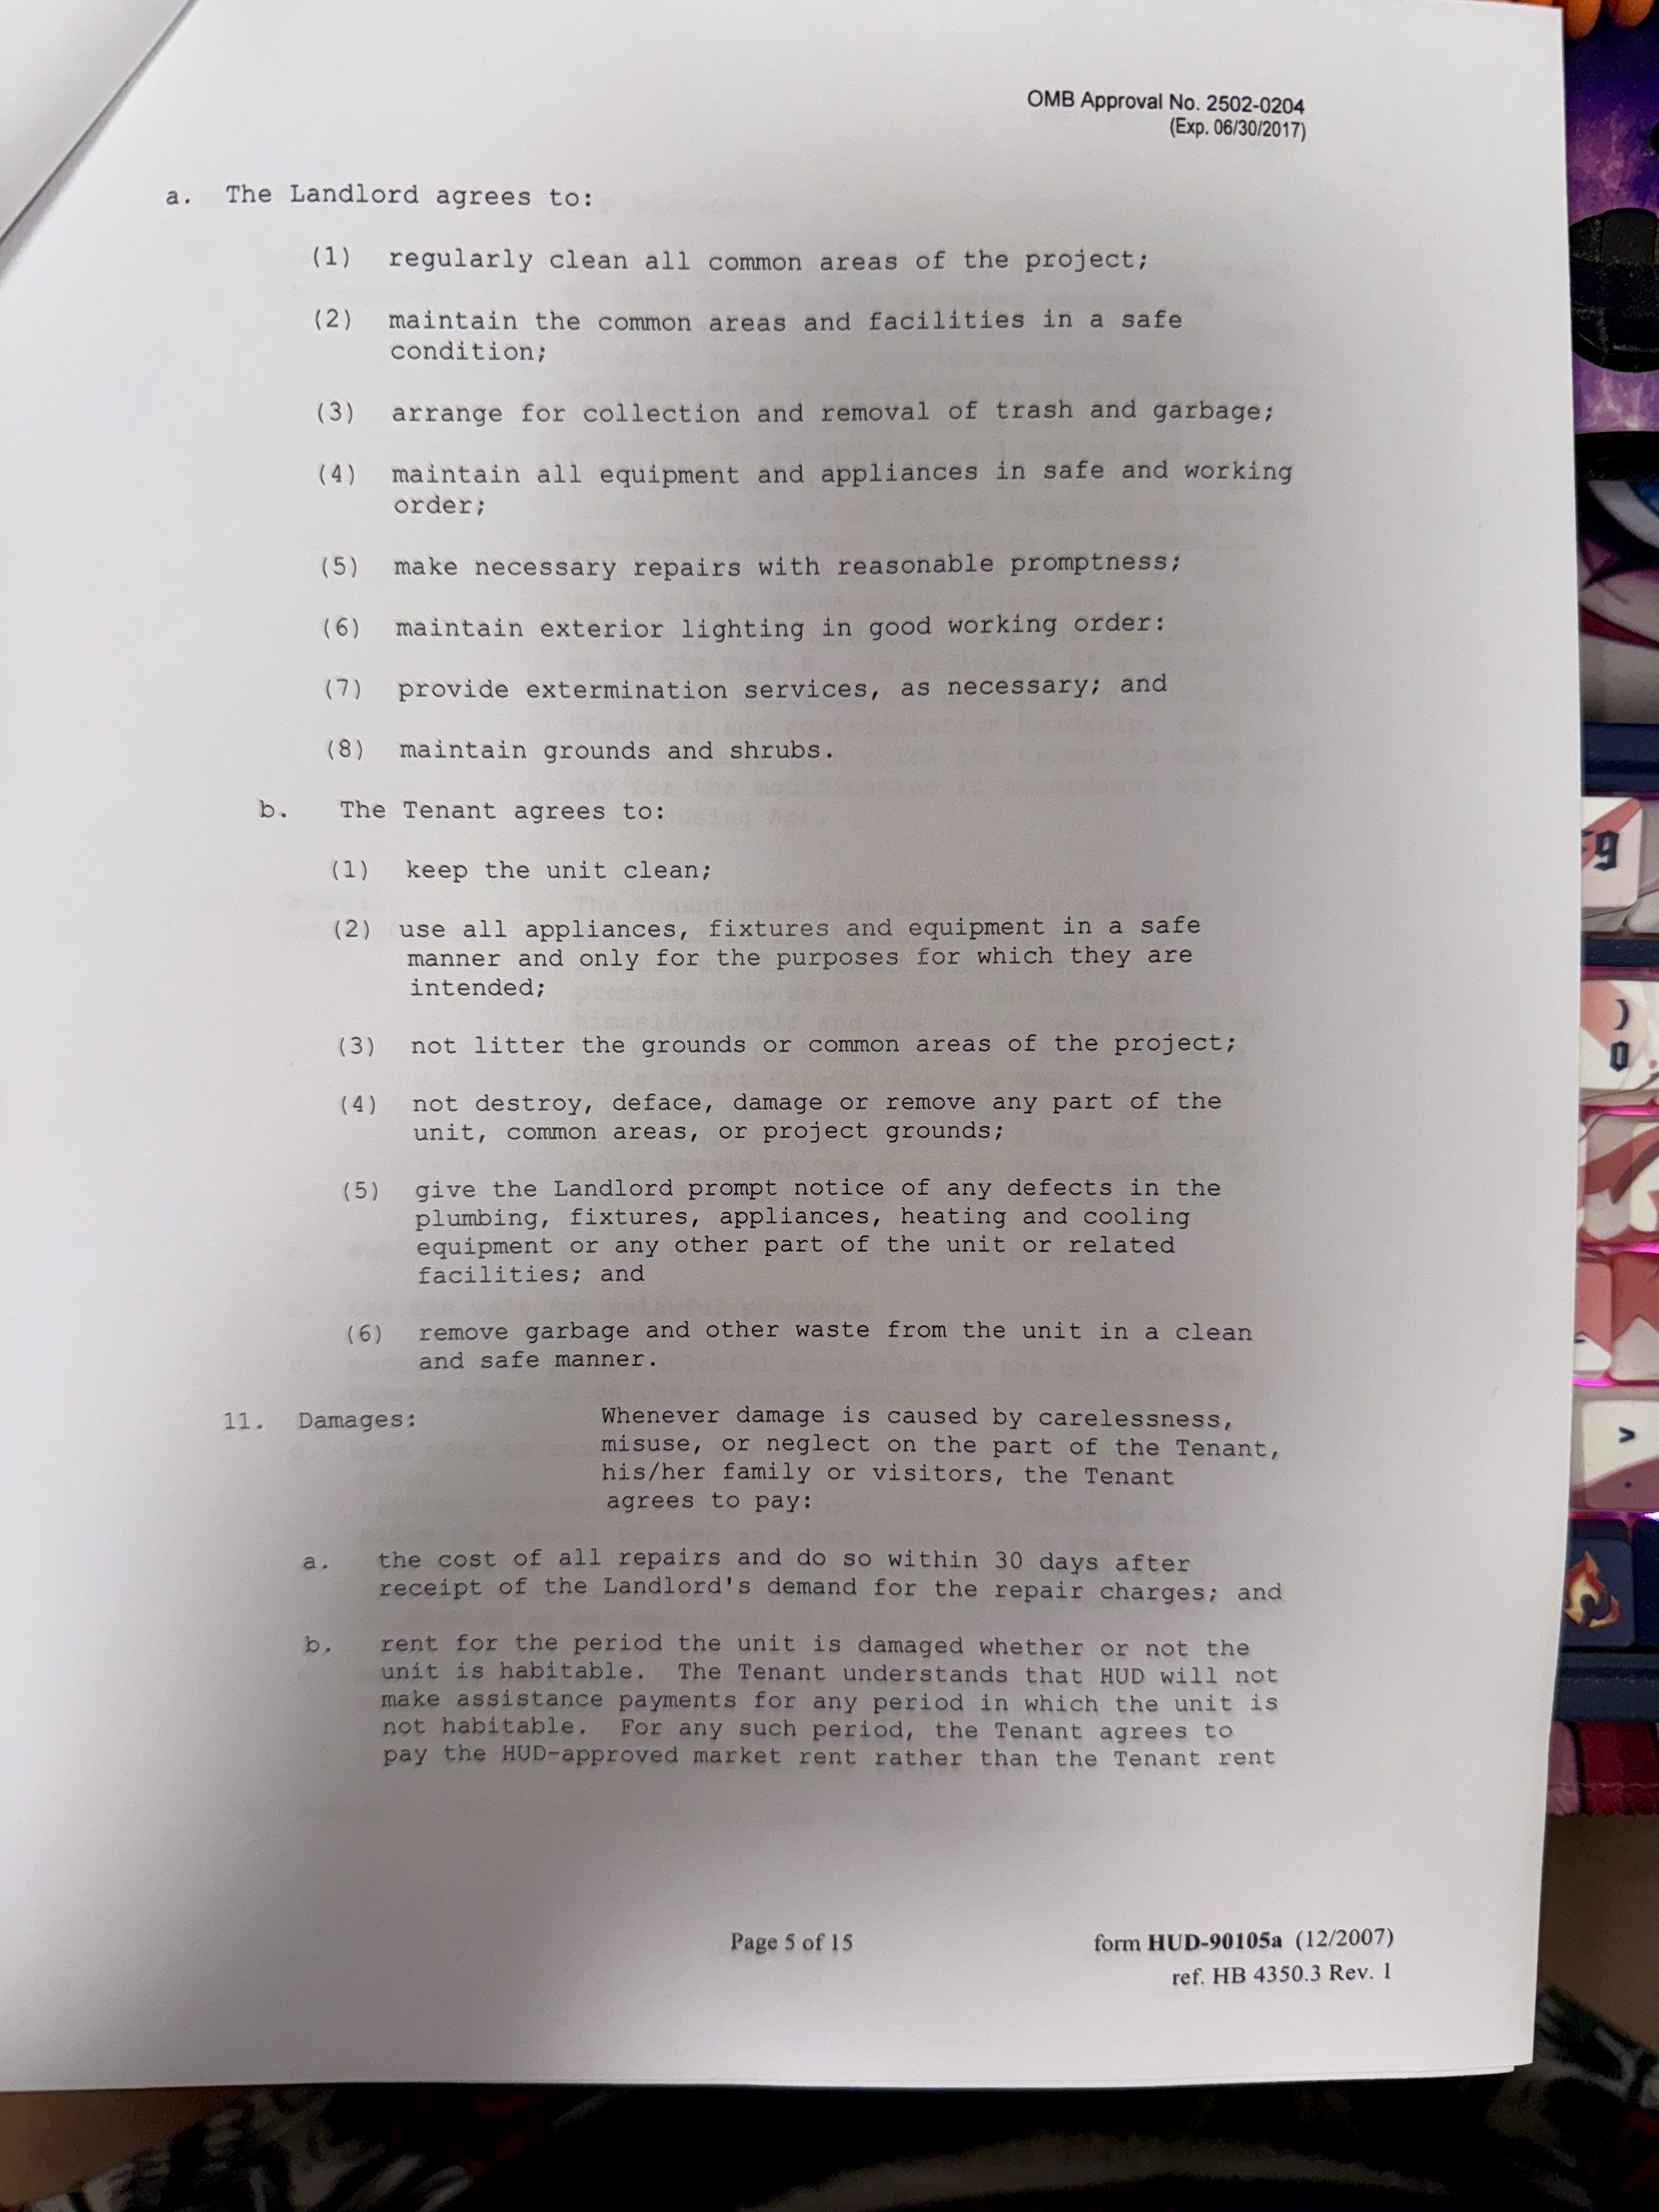 OMB Approval No. 2502-0204
(Exp. 06/30/2017)
a. The Landlord agrees to:
(1) regularly clean all common areas of the project;
(2) maintain the common areas and facilities in a safe
condition;
(3) arrange for collection and removal of trash and garbage;
(4) maintain all equipment and appliances in safe and working
order;
(5) make necessary repairs with reasonable promptness;
(6) maintain exterior lighting in good working order:
(7) provide extermination services, as necessary; and
(8) maintain grounds and shrubs.
b. The Tenant agrees to:
(1) keep the unit clean;
(2) use all appliances, fixtures and equipment in a safe
manner and only for the purposes for which they are
intended;
(3) not litter the grounds or common areas of the project;
(4) not destroy, deface, damage or remove any part of the
unit, common areas, or project grounds;
(5) give the Landlord prompt notice of any defects in the
plumbing, fixtures, appliances, heating and cooling
equipment or any other part of the unit or related
facilities; and
(6) remove garbage and other waste from the unit in a clean
and safe manner.
11. Damages: Whenever damage is caused by carelessness,
misuse, or neglect on the part of the Tenant,
his/her family or visitors, the Tenant
agrees to pay:
a. the cost of all repairs and do so within 30 days after
receipt of the Landlord's demand for the repair charges; and
b. rent for the period the unit is damaged whether or not the
unit is habitable. The Tenant understands that HUD will not
make assistance payments for any period in which the unit is
not habitable. For any such period, the Tenant agrees to
pay the HUD-approved market rent rather than the Tenant rent
Page 5 of 15
form HUD-90105a (12/2007)
ref. HB 4350.3 Rev. 1
9
)
0
>
.